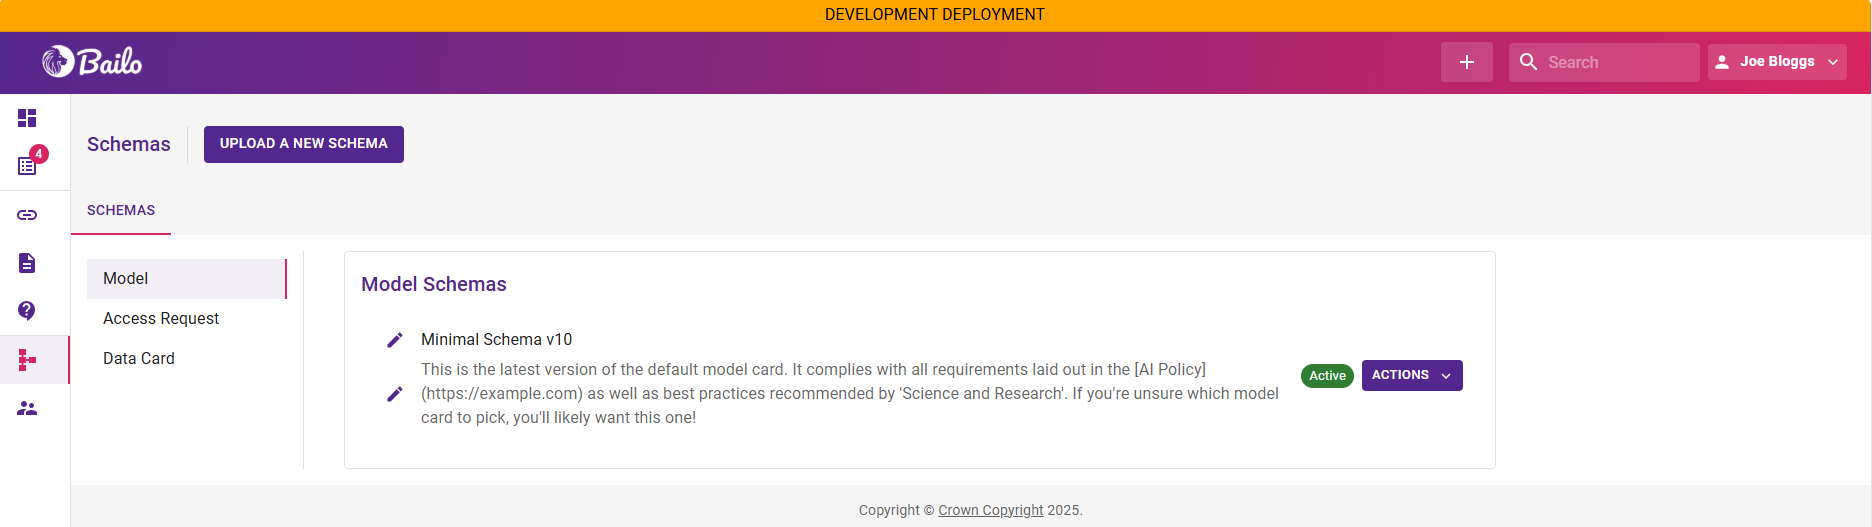 DEVELOPMENT DEPLOYMENT
Bailo
Search
Joe Bloggs
4
Schemas
UPLOAD A NEW SCHEMA
SCHEMAS
Model
Access Request
Data Card
Model Schemas
Minimal Schema v10
This is the latest version of the default model card. It complies with all requirements laid out in the [AI Policy]
(https://example.com) as well as best practices recommended by 'Science and Research'. If you're unsure which model
card to pick, you'll likely want this one!
Active
ACTIONS
Copyright © Crown Copyright 2025.